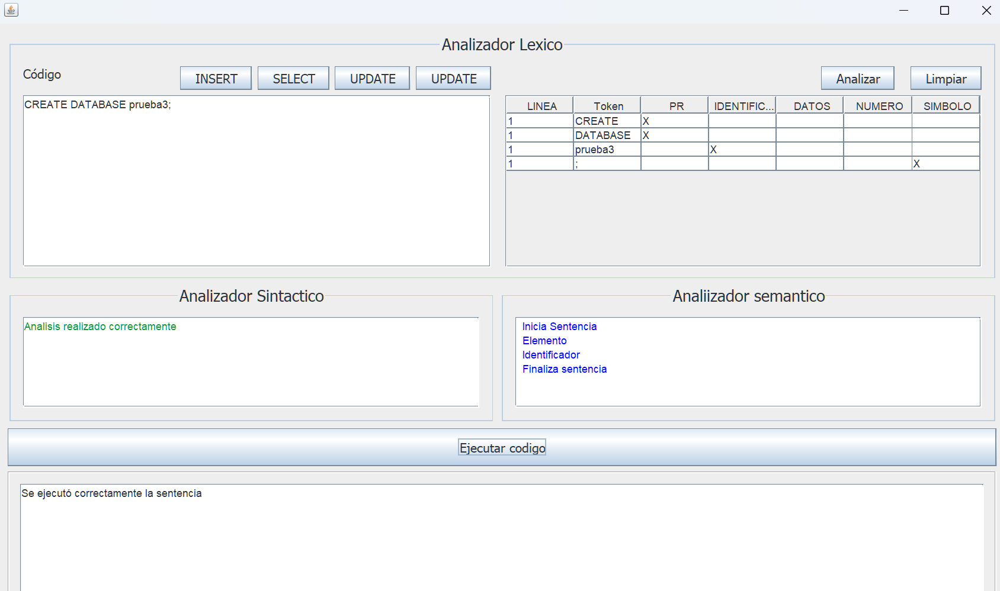 Analizador Lexico
Código INSERT SELECT UPDATE UPDATE Analizar Limpiar
CREATE DATABASE prueba3;
LINEA Token PR IDENTIFIC... DATOS NUMERO SIMBOLO
1 CREATE X
1 DATABASE X
1 prueba3 X
1 ; X
Analizador Sintactico
Analisis realizado correctamente
Analiizador semantico
Inicia Sentencia
Elemento
Identificador
Finaliza sentencia
Ejecutar codigo
Se ejecutó correctamente la sentencia